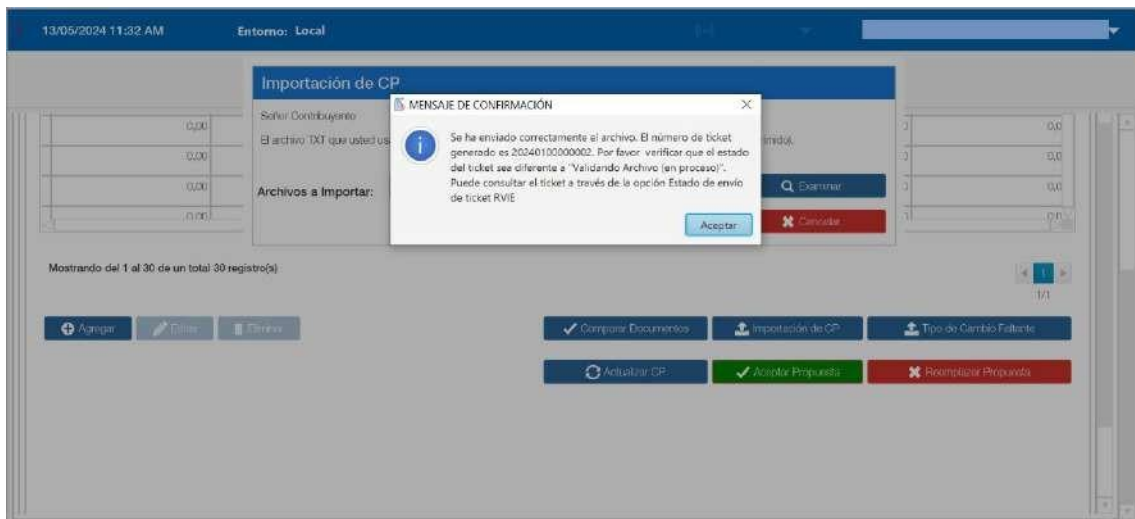 13/05/2024 11:32 AM
Entorno: Local
Importación de CP
MENSAJE DE CONFIRMACIÓN
Señor Contribuyente
El archivo TXT que usted us
Se ha enviado correctamente el archivo. El número de ticket
generado es 20240100000002. Por favor verificar que el estado
del ticket sea diferente a "Validando Archivo (en proceso)".
Puede consultar el ticket a través de la opción Estado de envío
de ticket RVIE
Aceptar
Archivos a Importar:
Examinar
Cancelar
0,00
0,00
0,00
0,00
0,0
0,0
0,0
0,0
Mostrando del 1 al 30 de un total 30 registro(s)
1
1/1
Agregar
Editar
Eliminar
Comparar Documentos
Importación de CP
Tipo de Cambio Faltante
Actualizar CP
Aceptar Propuesta
Reemplazar Propuesta